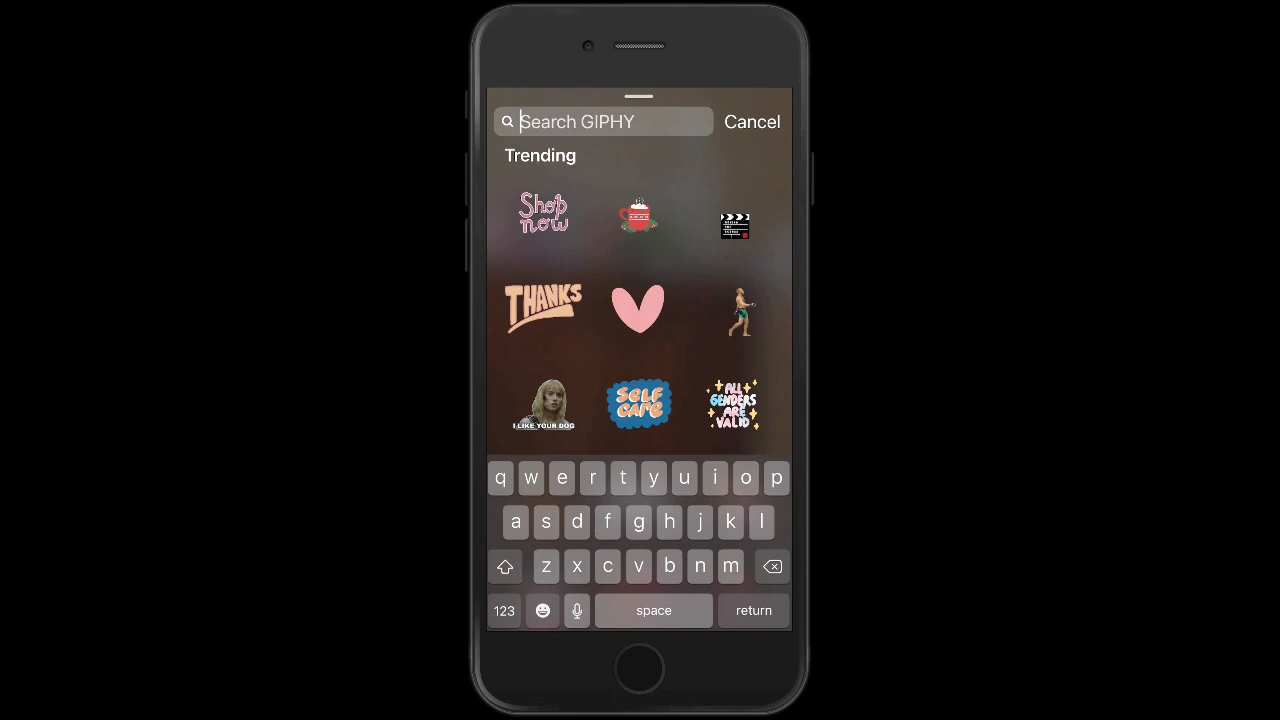 Search GIPHY Cancel
Trending
Shop
now
THANKS
I LIKE YOUR DOG
SELF
CARE
ALL
GENDERS
ARE
VALID
q w e r t y u i o p
a s d f g h j k l
z x c v b n m
123 space return